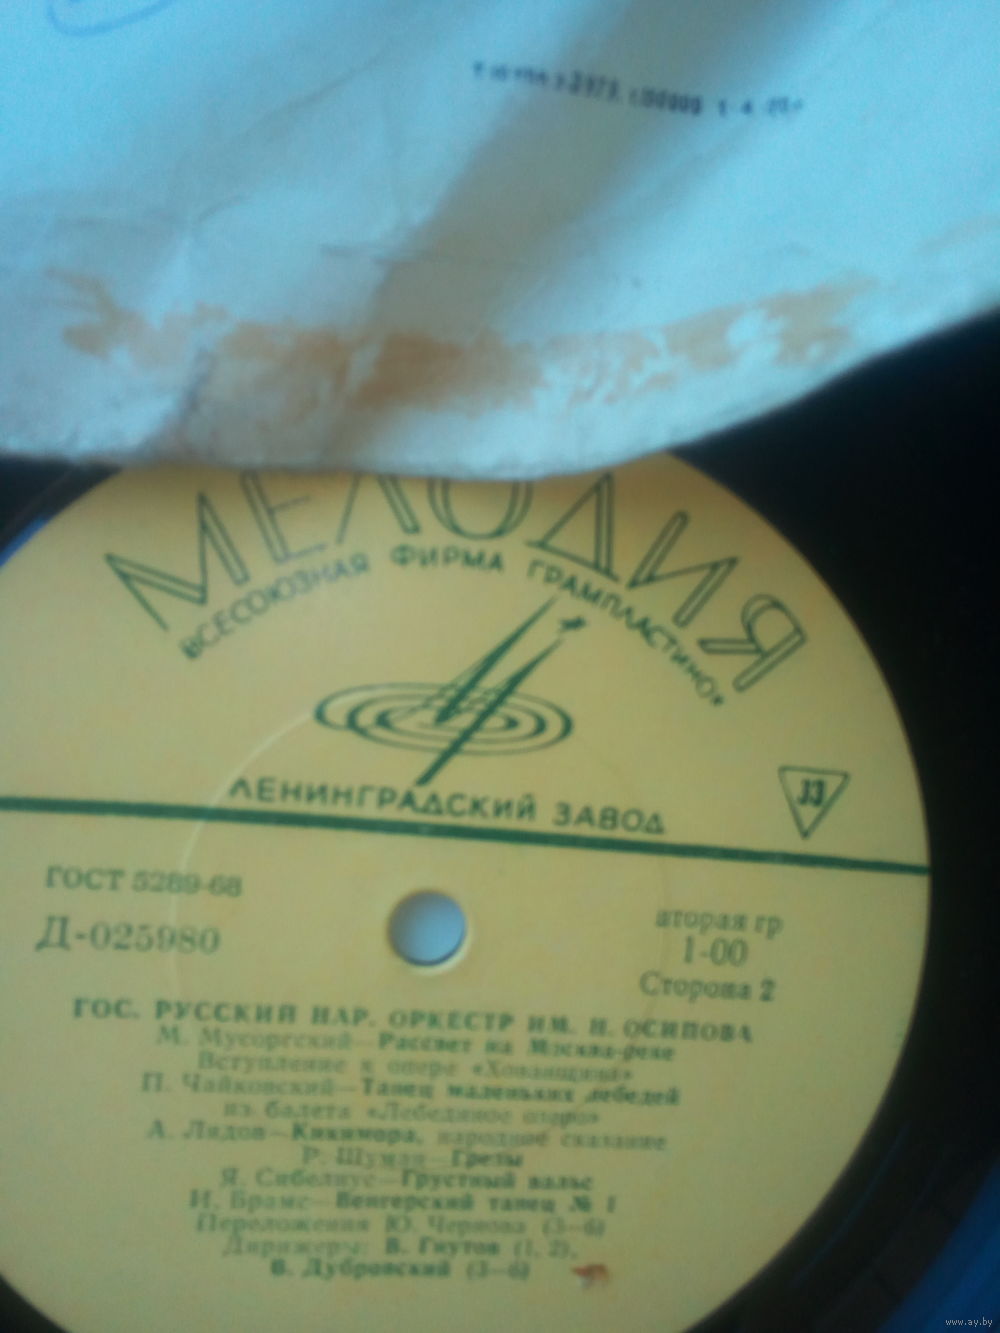 МЕЛОДИЯ
ВСЕСОЮЗНАЯ ФИРМА ГРАМПЛАСТИНОК
ЛЕНИНГРАДСКИЙ ЗАВОД
33
ГОСТ 5289-68
Д-025980
вторая гр
1-00
Сторона 2
ГОС. РУССКИЙ НАР. ОРКЕСТР ИМ. Н. ОСИПОВА
М. Мусоргский—Рассвет на Москва-реке
Вступление к опере «Хованщина»
П. Чайковский—Танец маленьких лебедей
из балета «Лебединое озеро»
А. Лядов—Кикимора, народное сказание
Р. Шуман—Грезы
Я. Сибелиус—Грустный вальс
И. Брамс—Венгерский танец № 1
Переложения Ю. Чернова (3—6)
Дирижеры: В. Гнутов (1, 2),
В. Дубровский (3—6)
www.ay.by